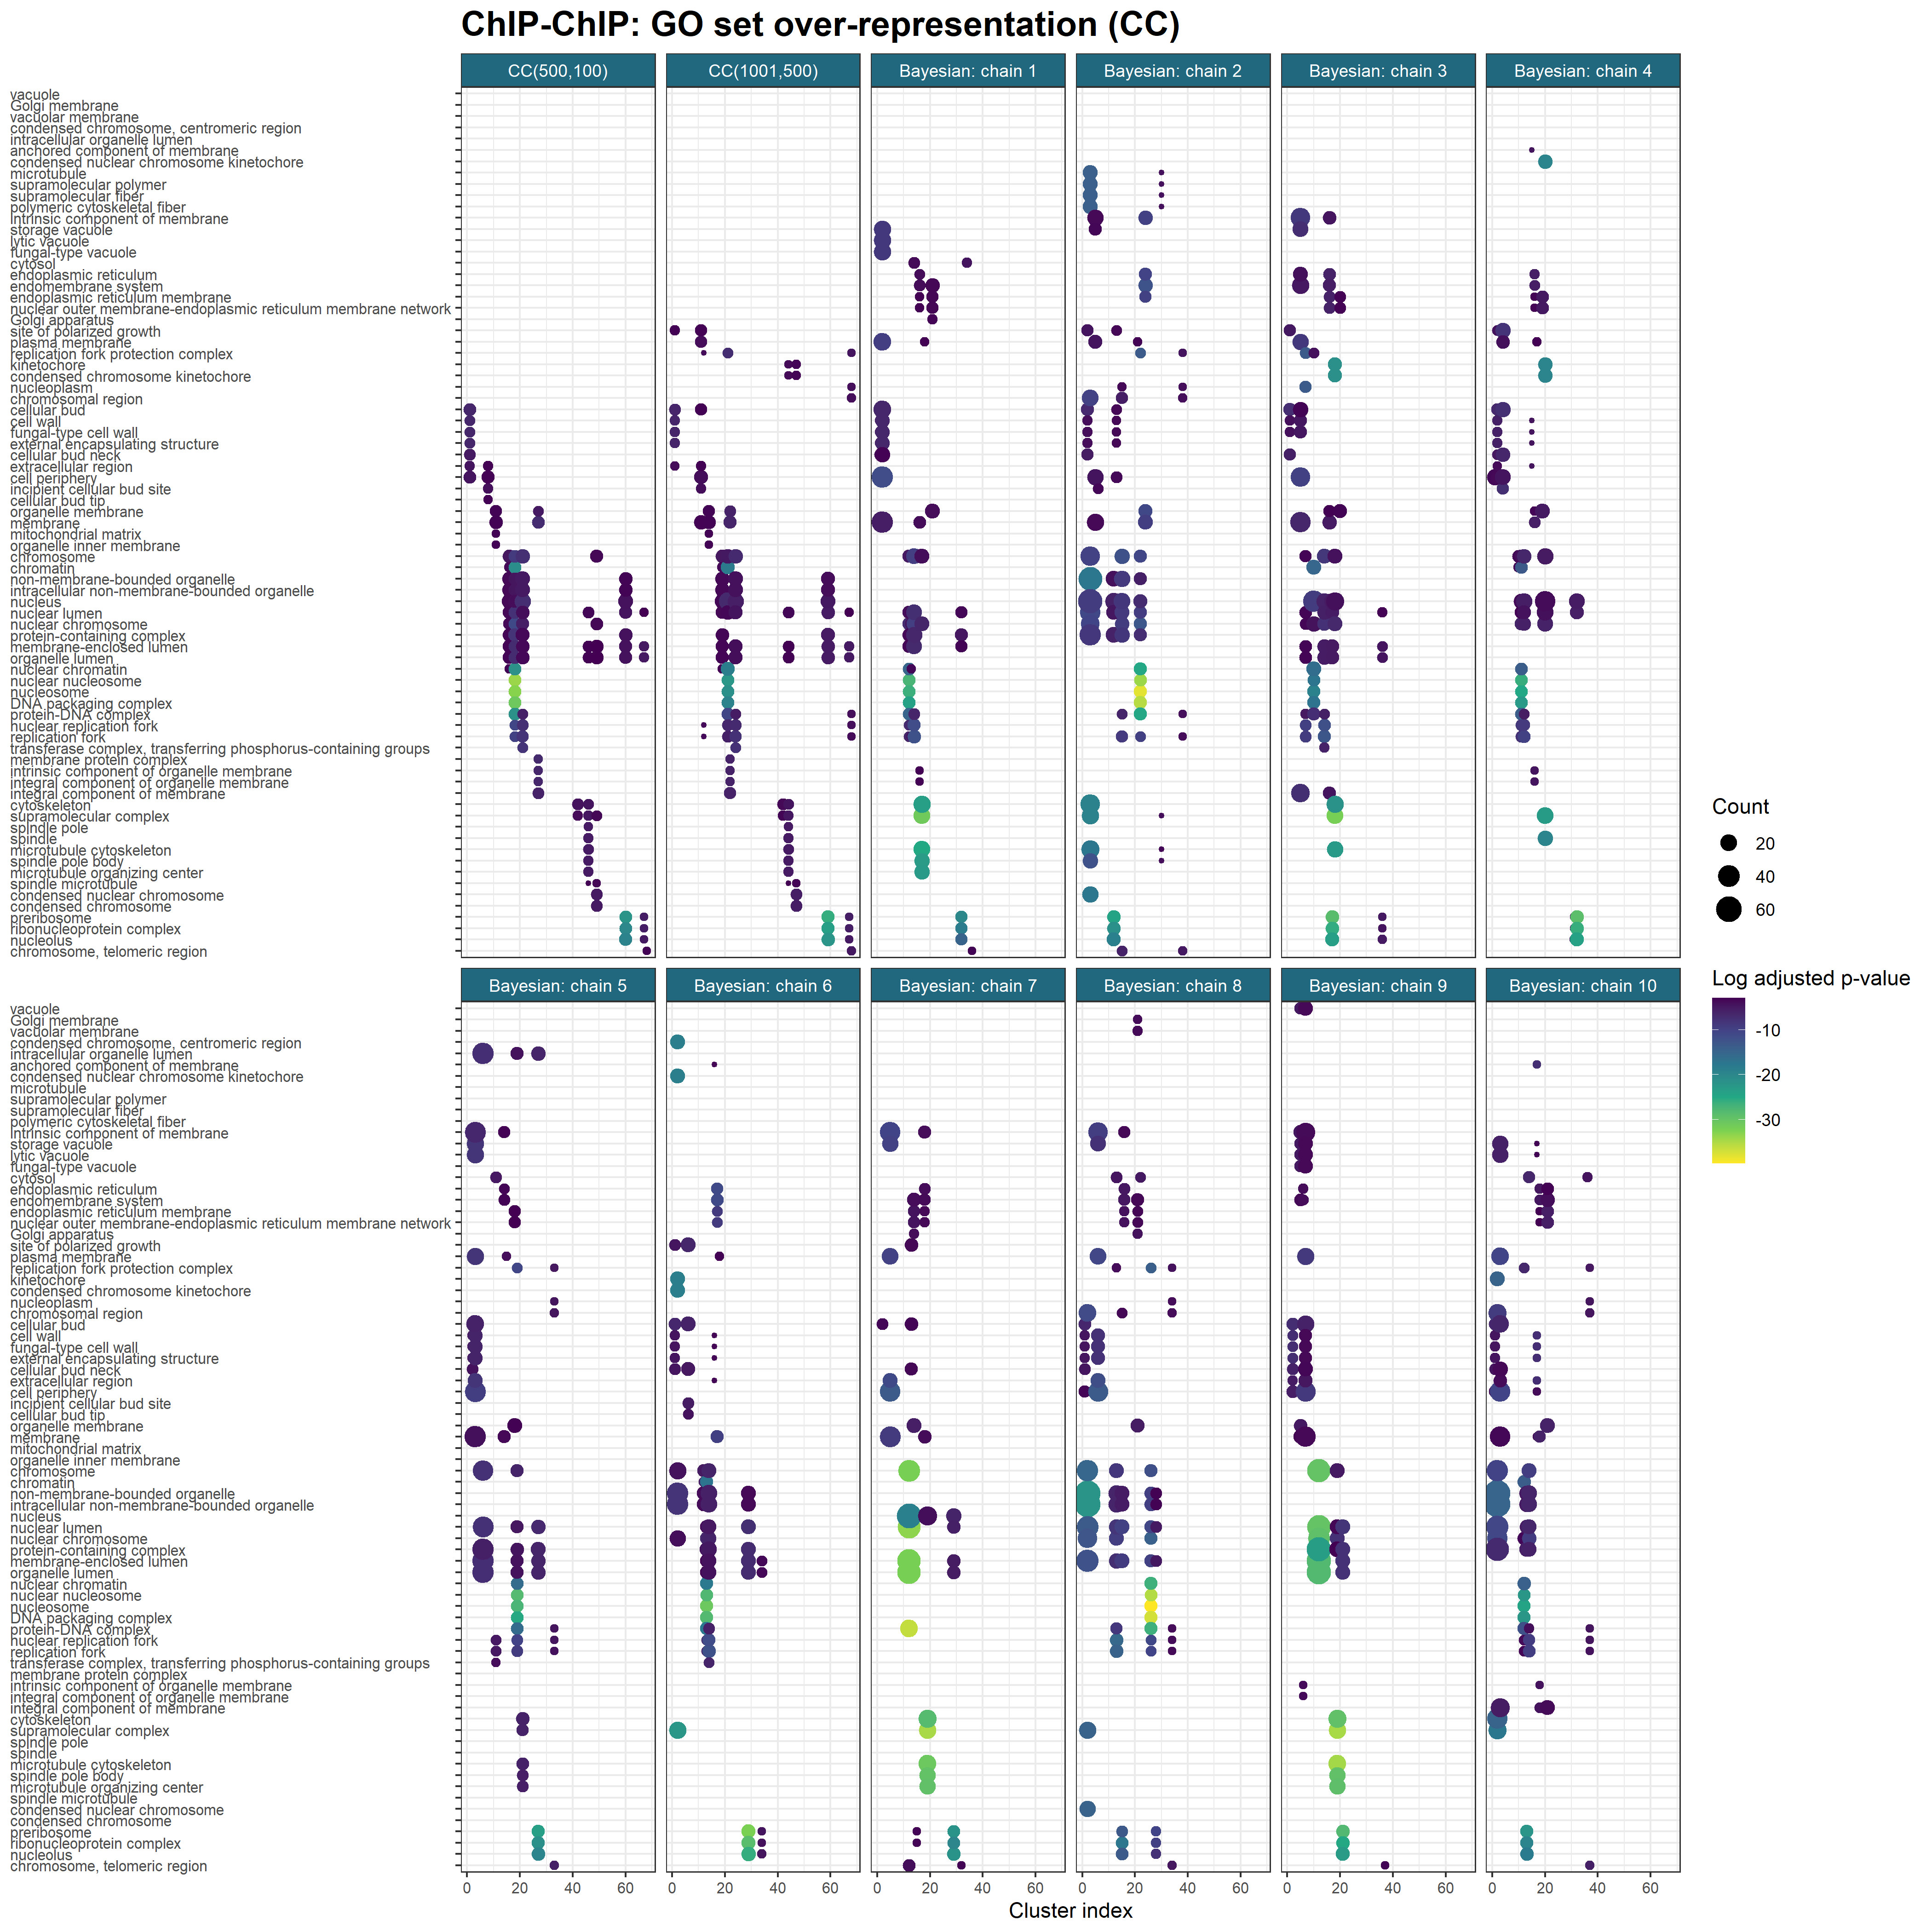 ChIP-ChIP: GO set over-representation (CC)
CC(500,100)
CC(1001,500)
Bayesian: chain 1
Bayesian: chain 2
Bayesian: chain 3
Bayesian: chain 4
vacuole
Golgi membrane
vacuolar membrane
condensed chromosome, centromeric region
intracellular organelle lumen
anchored component of membrane
condensed nuclear chromosome kinetochore
microtubule
supramolecular polymer
supramolecular fiber
polymeric cytoskeletal fiber
intrinsic component of membrane
storage vacuole
lytic vacuole
fungal-type vacuole
cytosol
endoplasmic reticulum
endomembrane system
endoplasmic reticulum membrane
nuclear outer membrane-endoplasmic reticulum membrane network
Golgi apparatus
site of polarized growth
plasma membrane
replication fork protection complex
kinetochore
condensed chromosome kinetochore
nucleoplasm
chromosomal region
cellular bud
cell wall
fungal-type cell wall
external encapsulating structure
cellular bud neck
extracellular region
cell periphery
incipient cellular bud site
cellular bud tip
organelle membrane
membrane
mitochondrial matrix
organelle inner membrane
chromosome
chromatin
non-membrane-bounded organelle
intracellular non-membrane-bounded organelle
nucleus
nuclear lumen
nuclear chromosome
protein-containing complex
membrane-enclosed lumen
organelle lumen
nuclear chromatin
nuclear nucleosome
nucleosome
DNA packaging complex
protein-DNA complex
nuclear replication fork
replication fork
transferase complex, transferring phosphorus-containing groups
membrane protein complex
intrinsic component of organelle membrane
integral component of organelle membrane
integral component of membrane
cytoskeleton
supramolecular complex
spindle pole
spindle
microtubule cytoskeleton
spindle pole body
microtubule organizing center
spindle microtubule
condensed nuclear chromosome
condensed chromosome
preribosome
ribonucleoprotein complex
nucleolus
chromosome, telomeric region
Bayesian: chain 5
Bayesian: chain 6
Bayesian: chain 7
Bayesian: chain 8
Bayesian: chain 9
Bayesian: chain 10
vacuole
Golgi membrane
vacuolar membrane
condensed chromosome, centromeric region
intracellular organelle lumen
anchored component of membrane
condensed nuclear chromosome kinetochore
microtubule
supramolecular polymer
supramolecular fiber
polymeric cytoskeletal fiber
intrinsic component of membrane
storage vacuole
lytic vacuole
fungal-type vacuole
cytosol
endoplasmic reticulum
endomembrane system
endoplasmic reticulum membrane
nuclear outer membrane-endoplasmic reticulum membrane network
Golgi apparatus
site of polarized growth
plasma membrane
replication fork protection complex
kinetochore
condensed chromosome kinetochore
nucleoplasm
chromosomal region
cellular bud
cell wall
fungal-type cell wall
external encapsulating structure
cellular bud neck
extracellular region
cell periphery
incipient cellular bud site
cellular bud tip
organelle membrane
membrane
mitochondrial matrix
organelle inner membrane
chromosome
chromatin
non-membrane-bounded organelle
intracellular non-membrane-bounded organelle
nucleus
nuclear lumen
nuclear chromosome
protein-containing complex
membrane-enclosed lumen
organelle lumen
nuclear chromatin
nuclear nucleosome
nucleosome
DNA packaging complex
protein-DNA complex
nuclear replication fork
replication fork
transferase complex, transferring phosphorus-containing groups
membrane protein complex
intrinsic component of organelle membrane
integral component of organelle membrane
integral component of membrane
cytoskeleton
supramolecular complex
spindle pole
spindle
microtubule cytoskeleton
spindle pole body
microtubule organizing center
spindle microtubule
condensed nuclear chromosome
condensed chromosome
preribosome
ribonucleoprotein complex
nucleolus
chromosome, telomeric region
0 20 40 60
0 20 40 60
0 20 40 60
0 20 40 60
0 20 40 60
0 20 40 60
Cluster index
Count
20
40
60
Log adjusted p-value
-10
-20
-30